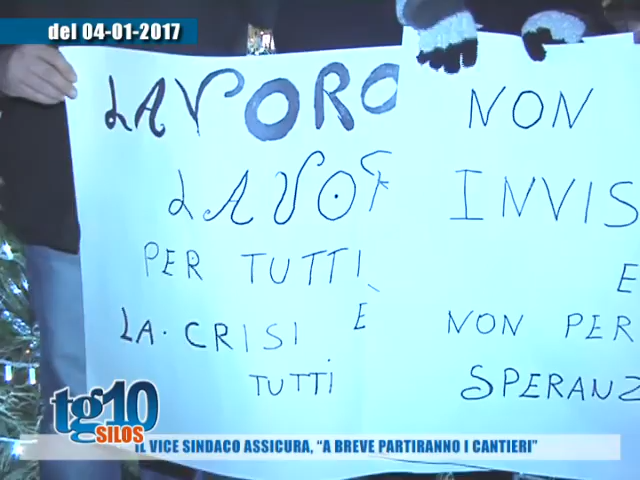 del 04-01-2017
LAVORO
LAVOR
PER TUTTI
LA CRISI È
TUTTI
NON
INVIS
E
NON PER
SPERANZ
tg10
SILOS
IL VICE SINDACO ASSICURA, "A BREVE PARTIRANNO I CANTIERI"